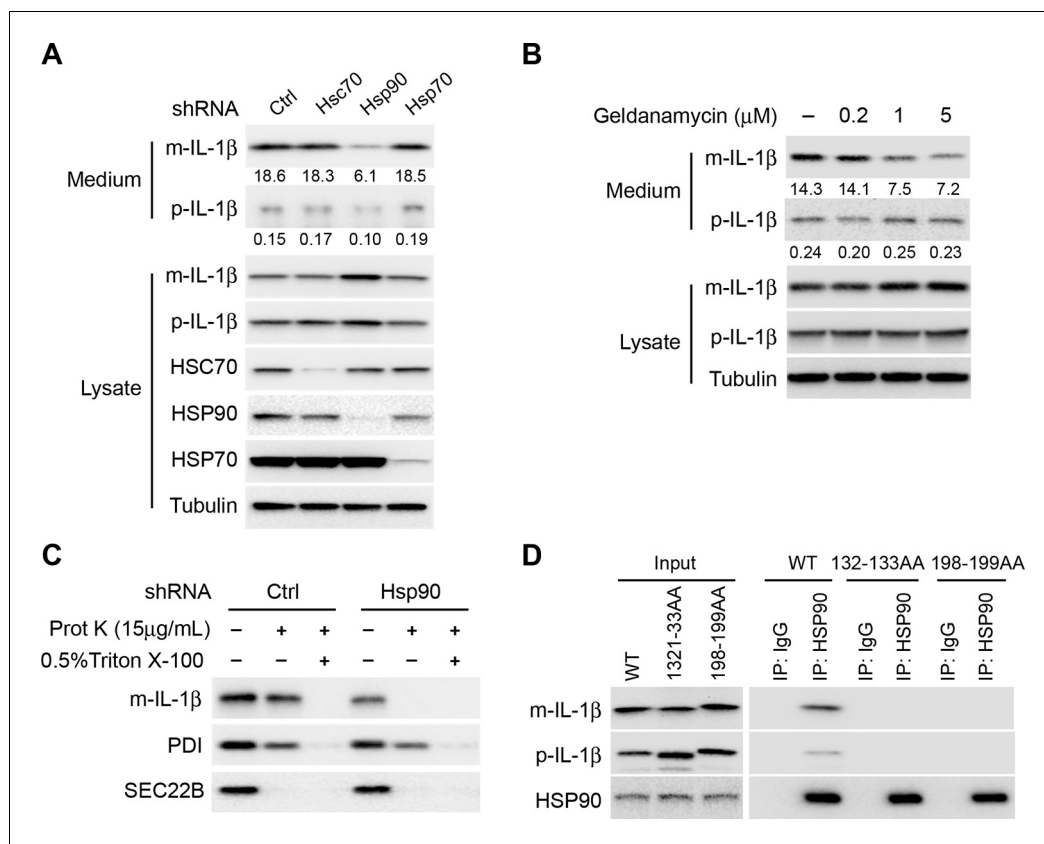 A
shRNA Ctrl Hsc70 Hsp90 Hsp70
Medium
m-IL-1β
18.6 18.3 6.1 18.5
p-IL-1β
0.15 0.17 0.10 0.19
Lysate
m-IL-1β
p-IL-1β
HSC70
HSP90
HSP70
Tubulin
B
Geldanamycin (μM) – 0.2 1 5
Medium
m-IL-1β
14.3 14.1 7.5 7.2
p-IL-1β
0.24 0.20 0.25 0.23
Lysate
m-IL-1β
p-IL-1β
Tubulin
C
shRNA Ctrl Hsp90
Prot K (15μg/mL) – + + – + +
0.5%Triton X-100 – – + – – +
m-IL-1β
PDI
SEC22B
D
Input WT 132-133AA 198-199AA
WT 1321-33AA 198-199AA IP: IgG IP: HSP90 IP: IgG IP: HSP90 IP: IgG IP: HSP90
m-IL-1β
p-IL-1β
HSP90